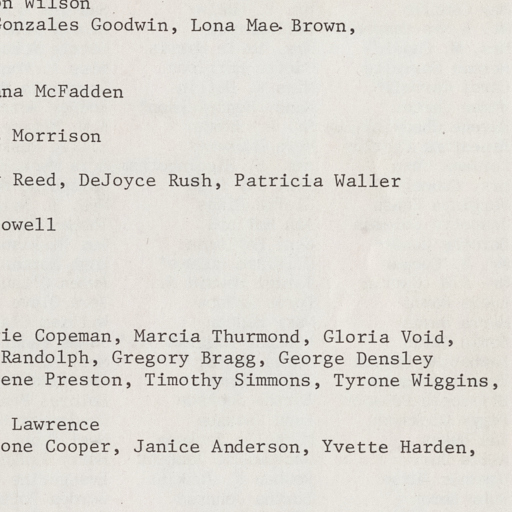 on Wilson
Gonzales Goodwin, Lona Mae Brown,
na McFadden
Morrison
Reed, DeJoyce Rush, Patricia Waller
owell
ie Copeman, Marcia Thurmond, Gloria Void,
Randolph, Gregory Bragg, George Densley
ene Preston, Timothy Simmons, Tyrone Wiggins,
Lawrence
one Cooper, Janice Anderson, Yvette Harden,